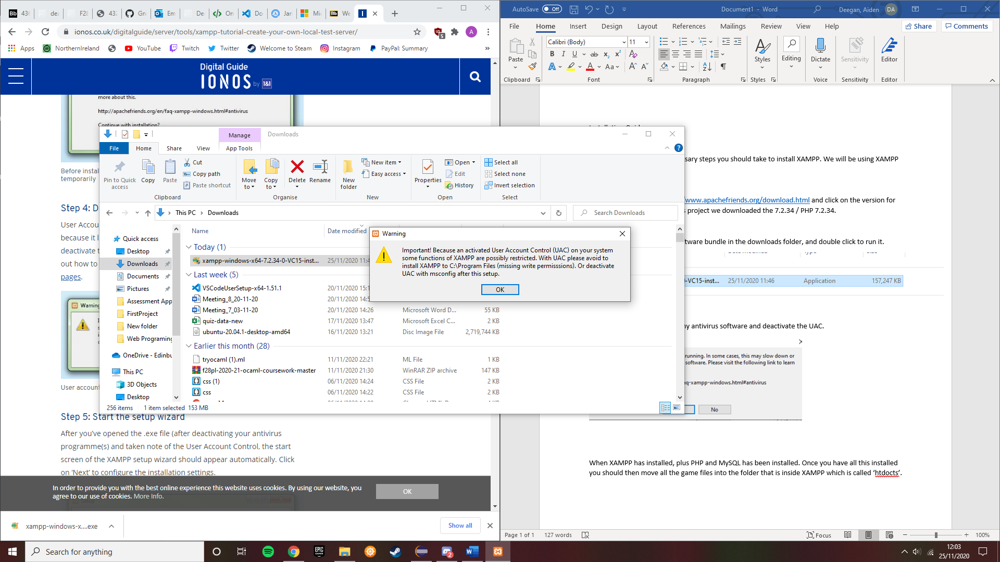 436
dea
F28
432
Gn
Em
De
On
Do
Jan
Mic
We
ionos.co.uk/digitalguide/server/tools/xampp-tutorial-create-your-own-local-test-server/
5
A
Apps
NorthernIreland
YouTube
Twitch
Twitter
Welcome to Steam
Instagram
PayPal: Summary
»
Digital Guide
IONOS by 1&1
more about this.
http://apachefriends.org/en/faq-xampp-windows.html#antivirus
Continue with installation?
Before instal
temporarily
Step 4: D
User Accou
because it l
deactivate t
out how to
pages.
Warning
User accoun
Step 5: Start the setup wizard
After you've opened the .exe file (after deactivating your antivirus
programme(s) and taken note of the User Account Control, the start
screen of the XAMPP setup wizard should appear automatically. Click
on 'Next' to configure the installation settings.
In order to provide you with the best online experience this website uses cookies. By using our website, you
agree to our use of cookies. More Info.
OK
xampp-windows-x....exe
Show all
Manage
Downloads
File
Home
Share
View
App Tools
Pin to Quick
access
Copy
Paste
Cut
Copy path
Paste shortcut
Clipboard
Move
to
Copy
to
Delete
Rename
Organise
New
folder
New item
Easy access
New
Properties
Open
Edit
History
Open
Select all
Select none
Invert selection
Select
This PC > Downloads
Search Downloads
Name
Date modified
Quick access
Desktop
Downloads
Documents
Pictures
Assessment App
FirstProject
New folder
Web Programing
OneDrive - Edinbu
This PC
3D Objects
Desktop
Today (1)
xampp-windows-x64-7.2.34-0-VC15-inst... 25/11/2020 11:4
Last week (5)
VSCodeUserSetup-x64-1.51.1 20/11/2020 15:1
Meeting_8_20-11-20 20/11/2020 14:5
Meeting_7_03-11-20 20/11/2020 14:26 Microsoft Word D... 55 KB
quiz-data-new 17/11/2020 13:47 Microsoft Excel C... 2 KB
ubuntu-20.04.1-desktop-amd64 16/11/2020 13:21 Disc Image File 2,719,744 KB
Earlier this month (28)
tryocaml (1).ml 11/11/2020 22:21 ML File 1 KB
f28pl-2020-21-ocaml-coursework-master 11/11/2020 21:30 WinRAR ZIP archive 147 KB
css (1) 06/11/2020 14:24 CSS File 2 KB
css 06/11/2020 14:22 CSS File 2 KB
256 items 1 item selected 153 MB
Warning
Important! Because an activated User Account Control (UAC) on your system
some functions of XAMPP are possibly restricted. With UAC please avoid to
install XAMPP to C:\Program Files (missing write permisssions). Or deactivate
UAC with msconfig after this setup.
OK
AutoSave Off
Document1 - Word
Deegan, Aiden
DA
File
Home
Insert
Design
Layout
References
Mailings
Review
View
Help
Share
Comments
Paste
Clipboard
Calibri (Body)
11
B I U ab x₂ x²
Aa
Font
Paragraph
Styles
Styles
Editing
Dictate
Voice
Sensitivity
Sensitivity
Editor
Editor
Installation Guide
sary steps you should take to install XAMPP. We will be using XAMPP
/www.apachefriends.org/download.html and click on the version for
s project we downloaded the 7.2.34 / PHP 7.2.34.
tware bundle in the downloads folder, and double click to run it.
0-VC15-inst... 25/11/2020 11:46 Application 157,247 KB
ny antivirus software and deactivate the UAC.
running. In some cases, this may slow down or
software. Please visit the following link to learn
aq-xampp-windows.html#antivirus
No
When XAMPP has installed, plus PHP and MySQL has been installed. Once you have all this installed
you should then move all the game files into the folder that is inside XAMPP which is called 'htdocts'.
Page 1 of 1
127 words
Focus
100%
Search for anything
EPIC
GAMES
2
12:03
25/11/2020